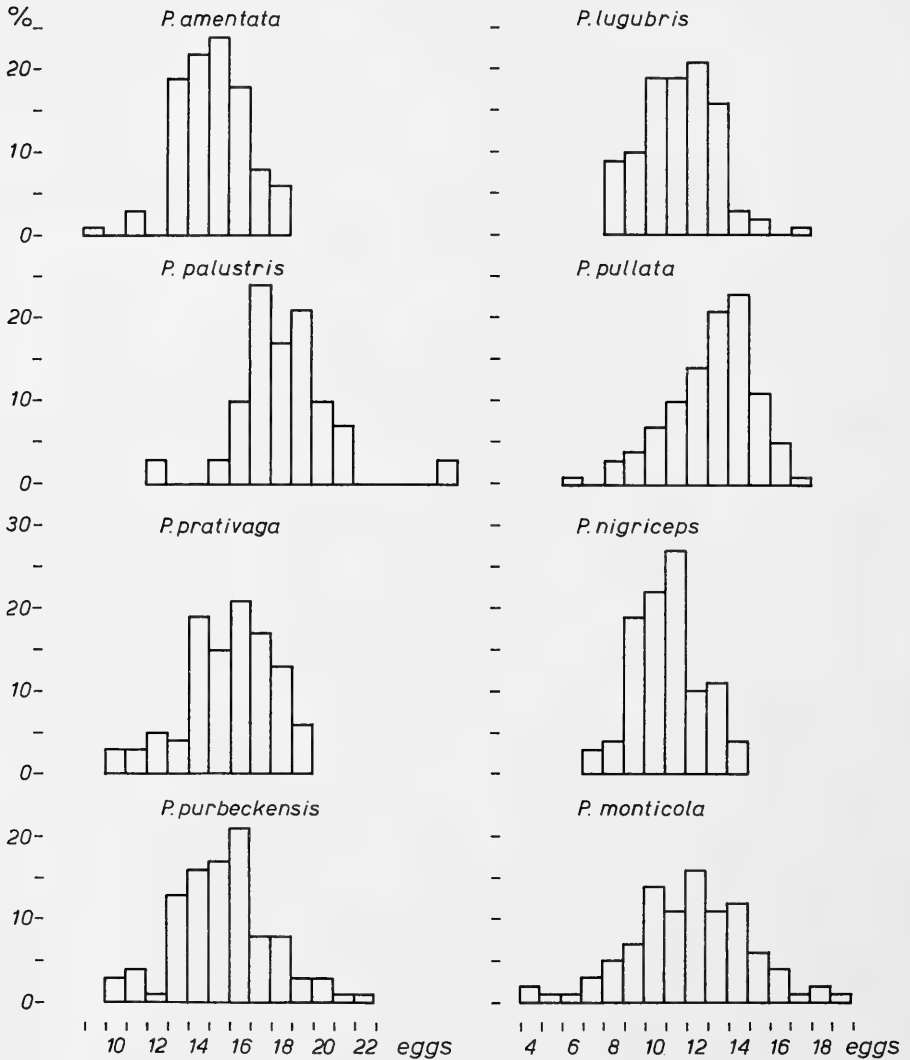 %
P. amentata
P. lugubris
20
10
0
P. palustris
P. pullata
20
10
0
P. prativaga
P. nigriceps
30
20
10
0
P. purbeckensis
P. monticola
20
10
0
10 12 14 16 18 20 22 eggs
4 6 8 10 12 14 16 18 eggs